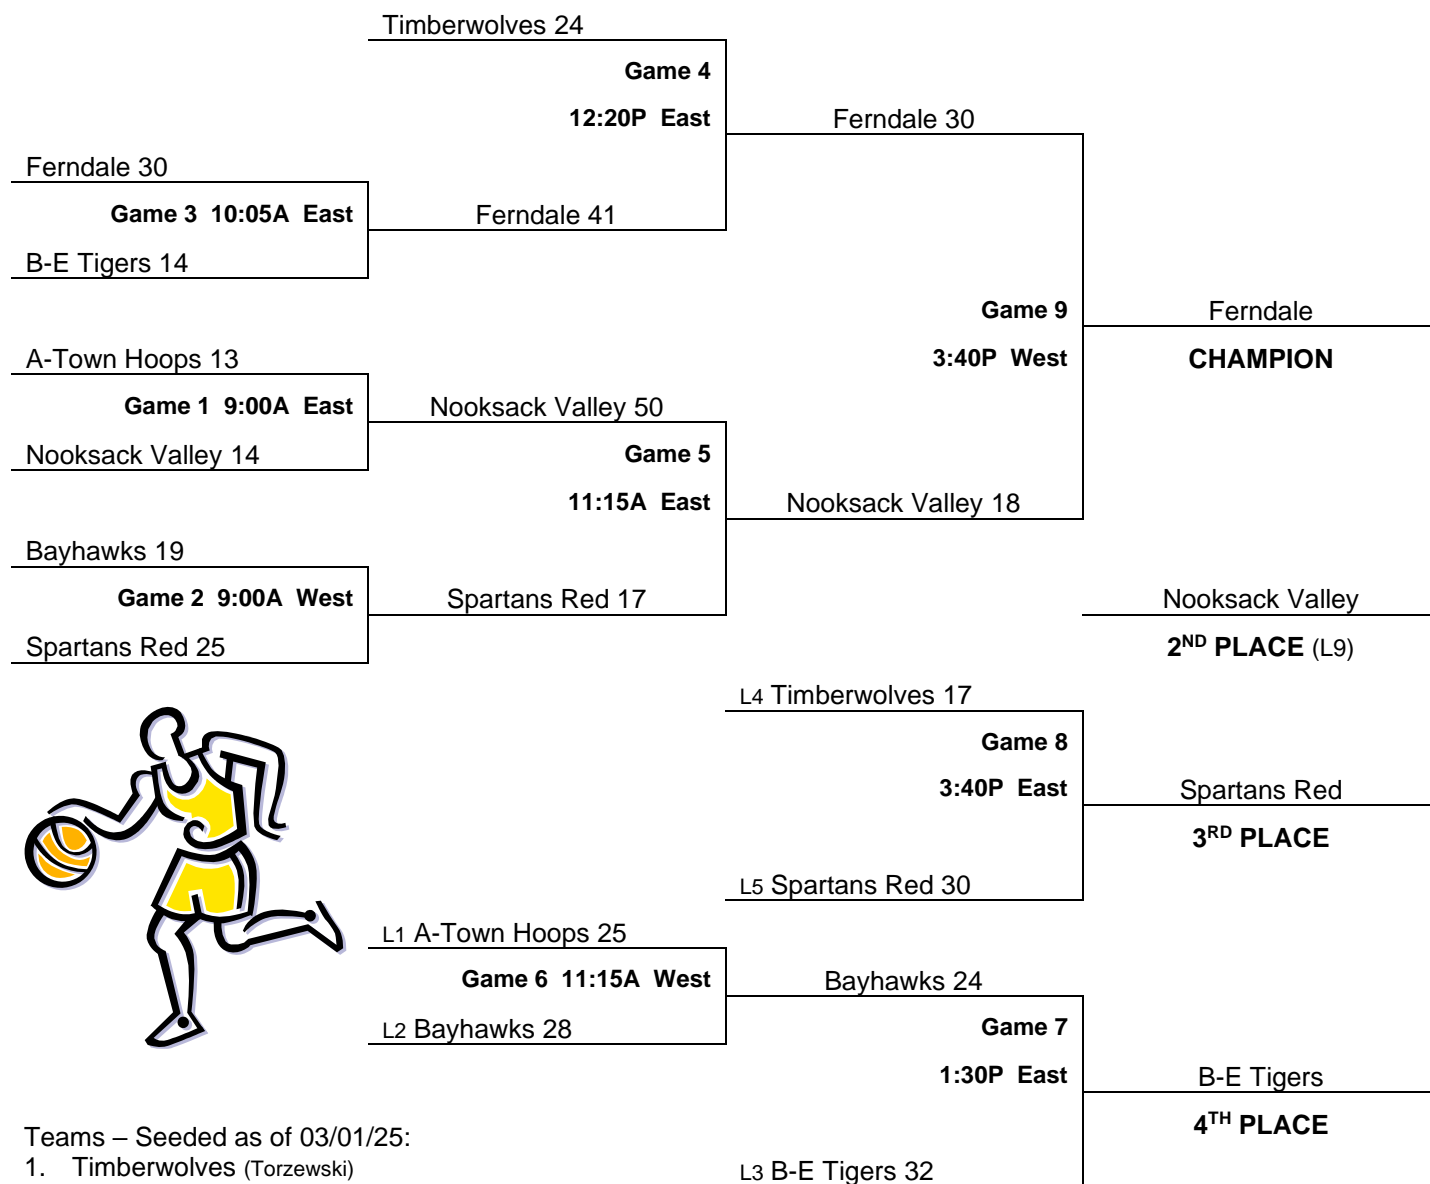 Timberwolves 24
Game 4
12:20P East
Ferndale 30
Ferndale 30
Game 3 10:05A East
Ferndale 41
B-E Tigers 14
Game 9
Ferndale
A-Town Hoops 13
3:40P West
CHAMPION
Game 1 9:00A East
Nooksack Valley 50
Nooksack Valley 14
Game 5
11:15A East
Nooksack Valley 18
Bayhawks 19
Game 2 9:00A West
Spartans Red 17
Nooksack Valley
Spartans Red 25
2ND PLACE (L9)
L4 Timberwolves 17
Game 8
3:40P East
Spartans Red
3RD PLACE
L5 Spartans Red 30
L1 A-Town Hoops 25
Game 6 11:15A West
Bayhawks 24
L2 Bayhawks 28
Game 7
1:30P East
B-E Tigers
4TH PLACE
Teams – Seeded as of 03/01/25:
1. Timberwolves (Torzewski)
L3 B-E Tigers 32